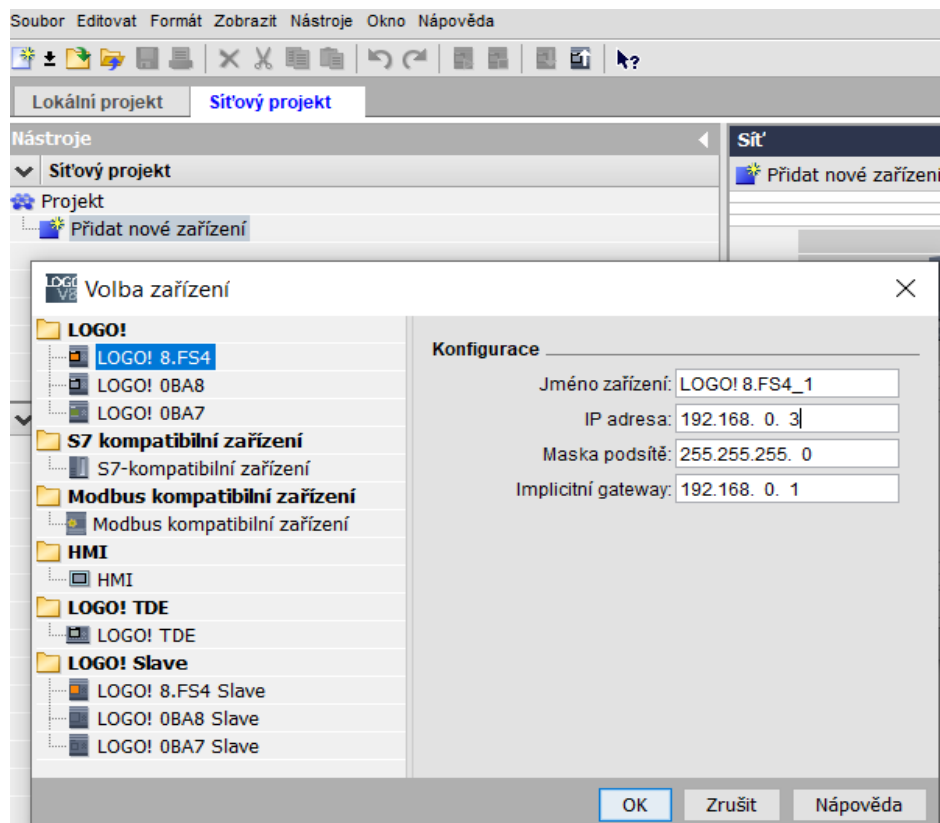 Soubor Editovat Formát Zobrazit Nástroje Okno Nápověda
Lokální projekt Síťový projekt
Nástroje
Síťový projekt
Projekt
Přidat nové zařízení
Síť
Přidat nové zařízení
LOGO! V8 Volba zařízení
LOGO!
LOGO! 8.FS4
LOGO! 0BA8
LOGO! 0BA7
S7 kompatibilní zařízení
S7-kompatibilní zařízení
Modbus kompatibilní zařízení
Modbus kompatibilní zařízení
HMI
HMI
LOGO! TDE
LOGO! TDE
LOGO! Slave
LOGO! 8.FS4 Slave
LOGO! 0BA8 Slave
LOGO! 0BA7 Slave
Konfigurace
Jméno zařízení: LOGO! 8.FS4_1
IP adresa: 192.168. 0. 3
Maska podsítě: 255.255.255. 0
Implicitní gateway: 192.168. 0. 1
OK Zrušit Nápověda